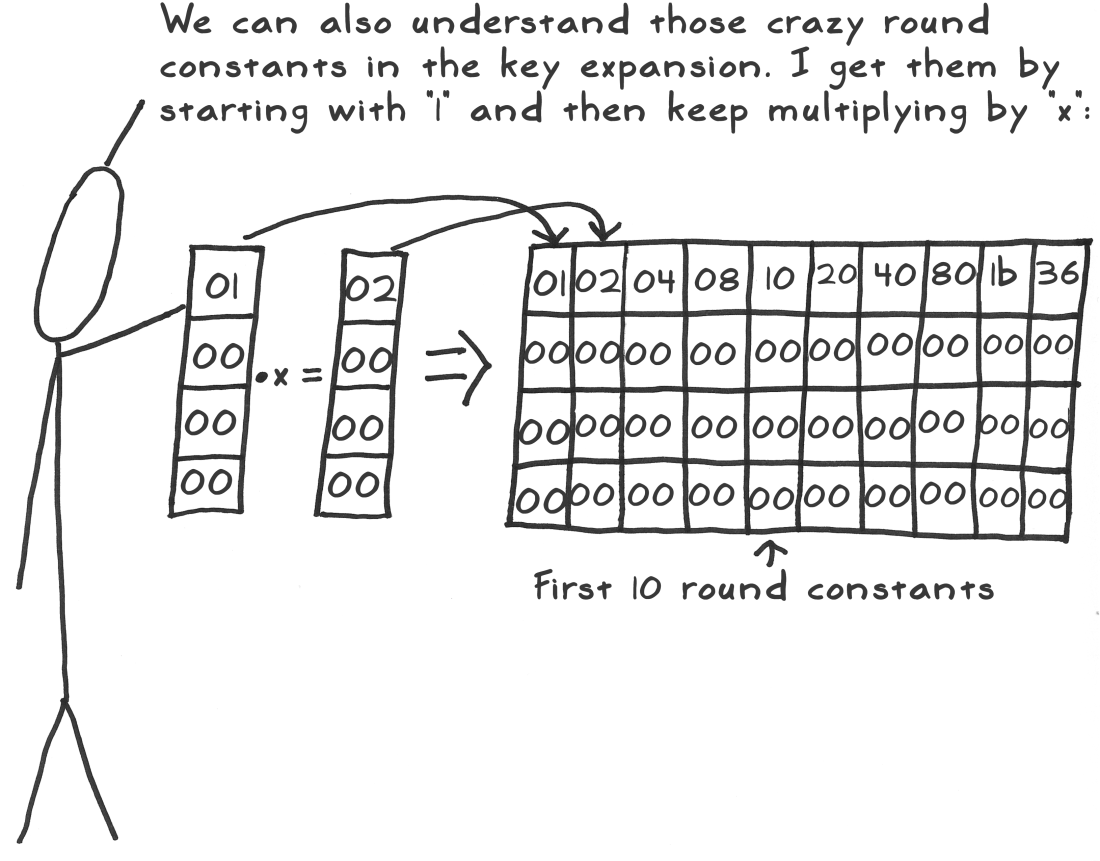 We can also understand those crazy round
constants in the key expansion. I get them by
starting with "1" and then keep multiplying by "x":
01 02 01 02 04 08 10 20 40 80 1b 36
00 •x = 00 ⇒ 00 00 00 00 00 00 00 00 00 00
00 00 00 00 00 00 00 00 00 00 00 00
00 00 00 00 00 00 00 00 00 00 00 00
First 10 round constants